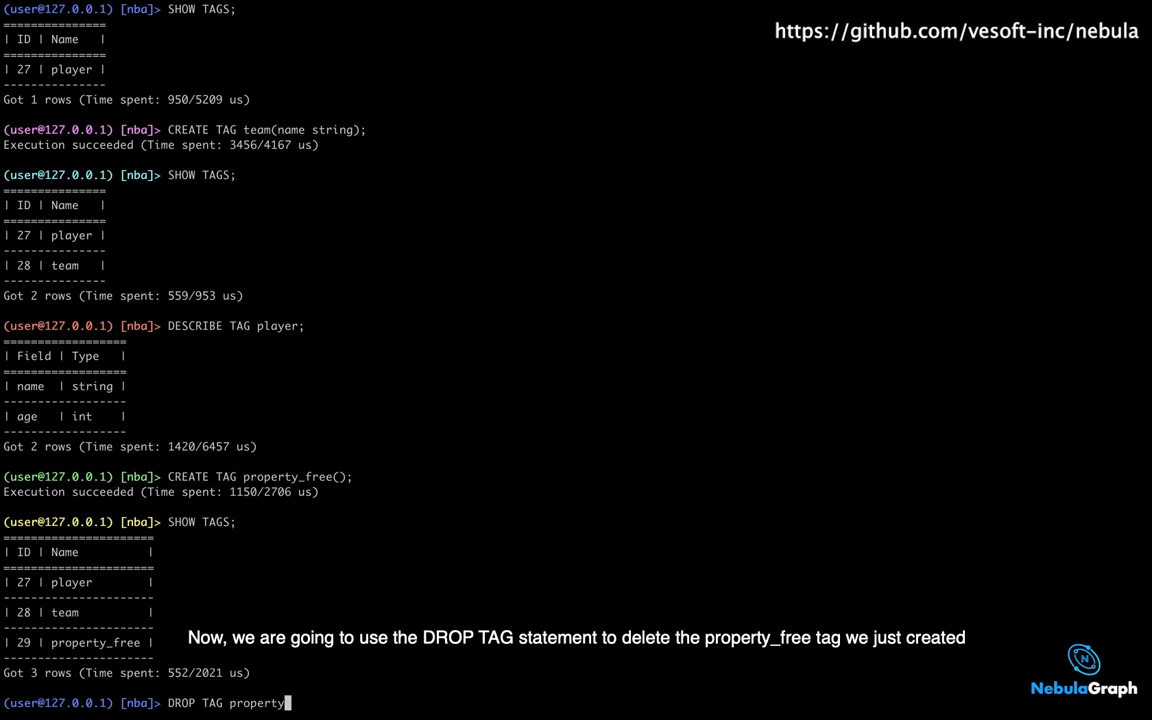 (user@127.0.0.1) [nba]> SHOW TAGS;
===============
| ID | Name   |
===============
| 27 | player |
---------------
Got 1 rows (Time spent: 950/5209 us)
https://github.com/vesoft-inc/nebula
(user@127.0.0.1) [nba]> CREATE TAG team(name string);
Execution succeeded (Time spent: 3456/4167 us)
(user@127.0.0.1) [nba]> SHOW TAGS;
===============
| ID | Name   |
===============
| 27 | player |
---------------
| 28 | team   |
---------------
Got 2 rows (Time spent: 559/953 us)
(user@127.0.0.1) [nba]> DESCRIBE TAG player;
==================
| Field | Type   |
==================
| name  | string |
------------------
| age   | int    |
------------------
Got 2 rows (Time spent: 1420/6457 us)
(user@127.0.0.1) [nba]> CREATE TAG property_free();
Execution succeeded (Time spent: 1150/2706 us)
(user@127.0.0.1) [nba]> SHOW TAGS;
======================
| ID | Name          |
======================
| 27 | player        |
----------------------
| 28 | team          |
----------------------
| 29 | property_free |
----------------------
Now, we are going to use the DROP TAG statement to delete the property_free tag we just created
Got 3 rows (Time spent: 552/2021 us)
(user@127.0.0.1) [nba]> DROP TAG property
N
NebulaGraph